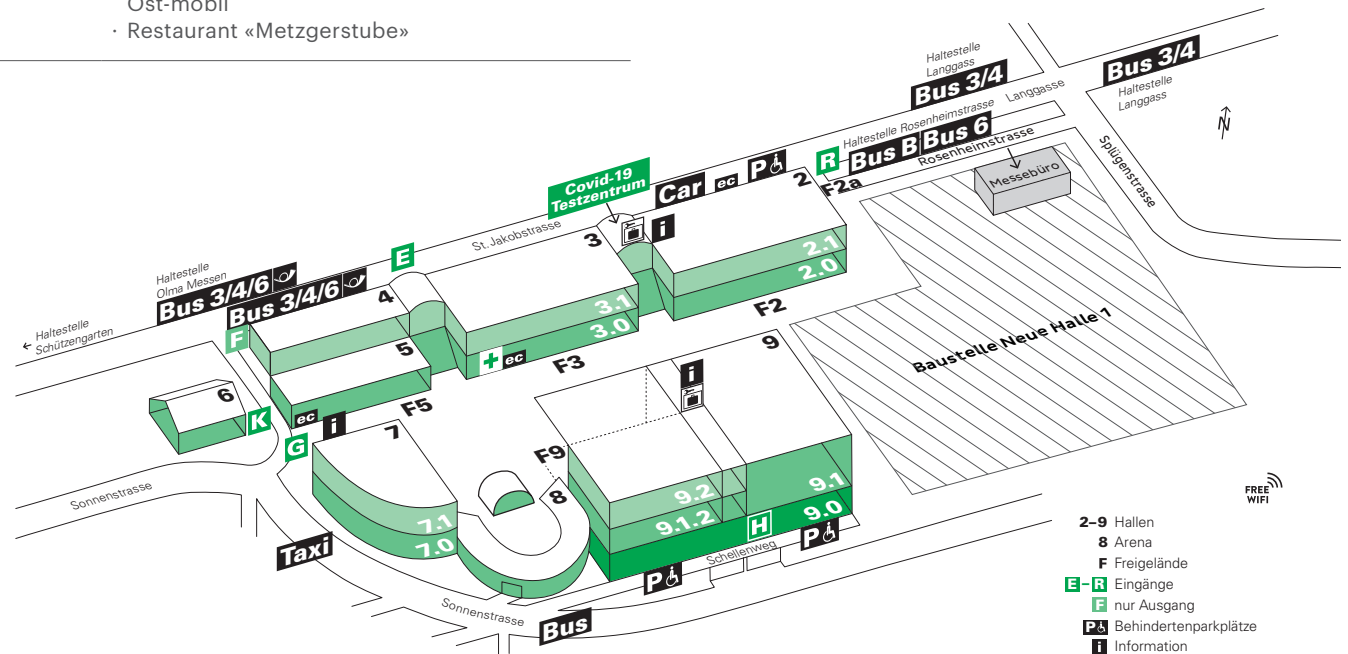 Ost-mobil
· Restaurant «Metzgerstube»
Haltestelle
Langgass
Bus 3/4
Bus 3/4
Haltestelle
Langgass
Langgasse
Haltestelle Rosenheimstrasse
Bus B
Bus 6
Rosenheimstrasse
N
Splügenstrasse
Messebüro
R
P
ec
Car
Covid-19
Testzentrum
2
F2a
i
3
St. Jakobstrasse
E
2.1
2.0
F2
Haltestelle
Olma Messen
Bus 3/4/6
Bus 3/4/6
4
3.1
3.0
F3
ec
← Haltestelle
Schützengarten
F
5
F5
6
K
ec
i
G
7
9
i
Baustelle Neue Halle 1
F9
8
7.1
7.0
9.2
9.1.2
9.1
9.0
H
P
P
Schellenweg
Sonnenstrasse
Taxi
Sonnenstrasse
Bus
FREE
WIFI
2–9 Hallen
8 Arena
F Freigelände
E–R Eingänge
F nur Ausgang
P Behindertenparkplätze
i Information